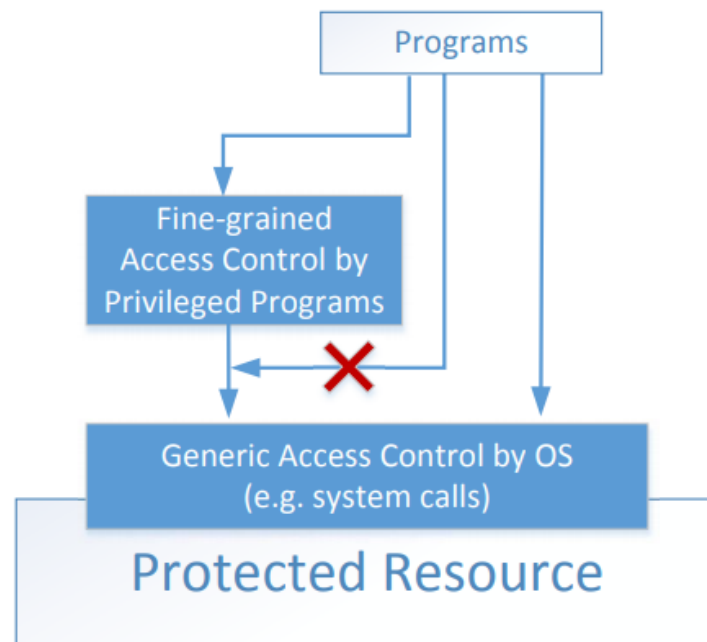 Programs
Fine-grained
Access Control by
Privileged Programs
Generic Access Control by OS
(e.g. system calls)
Protected Resource